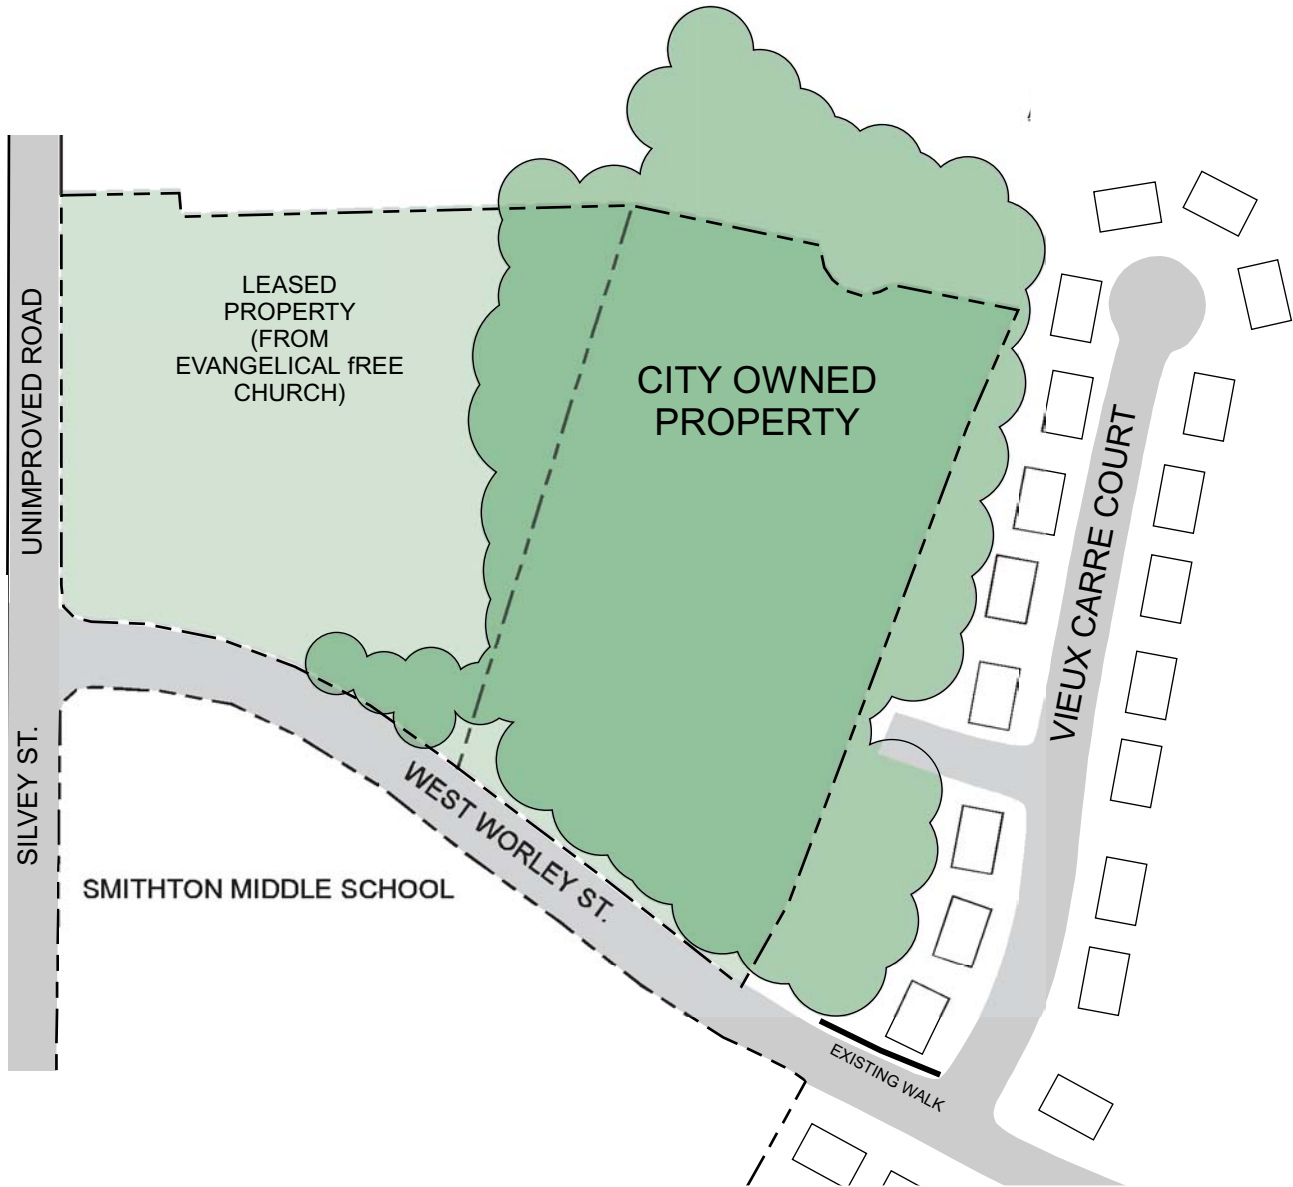 LEASED
PROPERTY
(FROM
EVANGELICAL fREE
CHURCH)
CITY OWNED
PROPERTY
UNIMPROVED ROAD
VIEUX CARRE COURT
SILVEY ST.
WEST WORLEY ST.
SMITHTON MIDDLE SCHOOL
EXISTING WALK